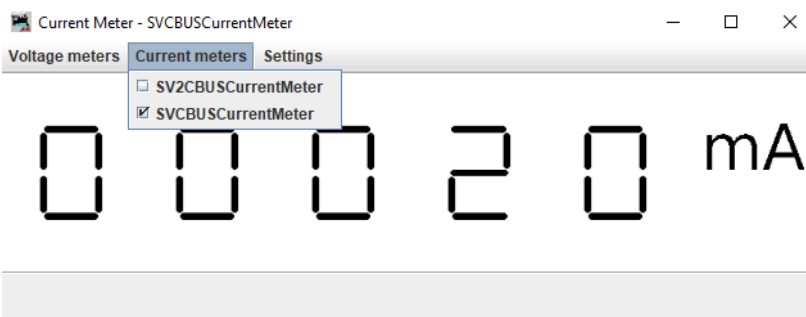 Current Meter - SVCBUSCurrentMeter
Voltage meters Current meters Settings
SV2CBUSCurrentMeter
SVCBUSCurrentMeter
00020 mA